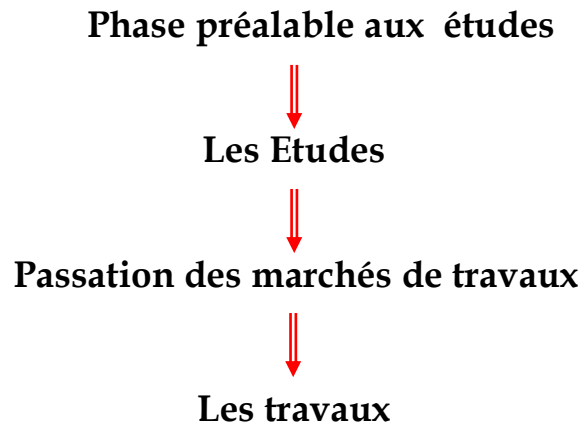 Phase préalable aux études
Les Etudes
Passation des marchés de travaux
Les travaux